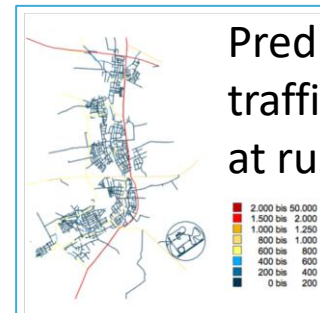 Pred
traffi
at ru
2.000 bis 50.000
1.500 bis 2.000
1.000 bis 1.250
800 bis 1.000
600 bis 800
400 bis 600
200 bis 400
0 bis 200